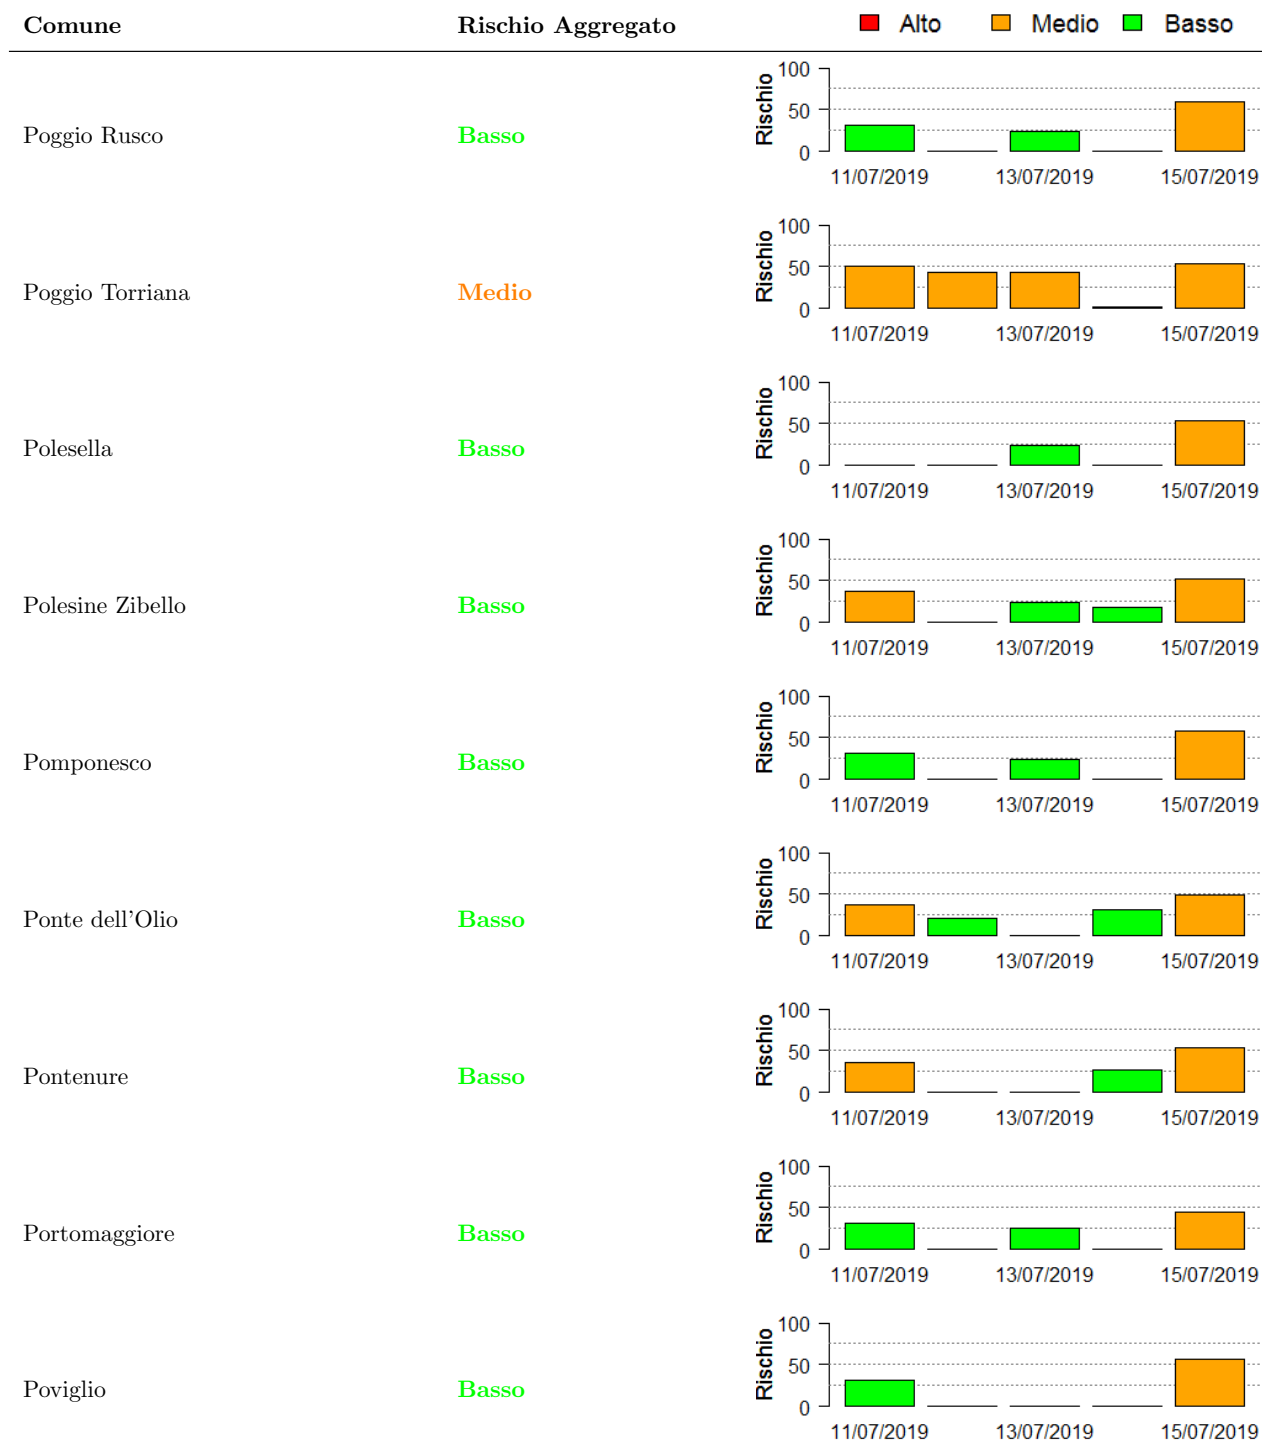 Comune Rischio Aggregato Alto Medio Basso
Poggio Rusco Basso Rischio 100 50 0
11/07/2019 13/07/2019 15/07/2019
Poggio Torriana Medio Rischio 100 50 0
11/07/2019 13/07/2019 15/07/2019
Polesella Basso Rischio 100 50 0
11/07/2019 13/07/2019 15/07/2019
Polesine Zibello Basso Rischio 100 50 0
11/07/2019 13/07/2019 15/07/2019
Pomponesco Basso Rischio 100 50 0
11/07/2019 13/07/2019 15/07/2019
Ponte dell'Olio Basso Rischio 100 50 0
11/07/2019 13/07/2019 15/07/2019
Pontenure Basso Rischio 100 50 0
11/07/2019 13/07/2019 15/07/2019
Portomaggiore Basso Rischio 100 50 0
11/07/2019 13/07/2019 15/07/2019
Poviglio Basso Rischio 100 50 0
11/07/2019 13/07/2019 15/07/2019